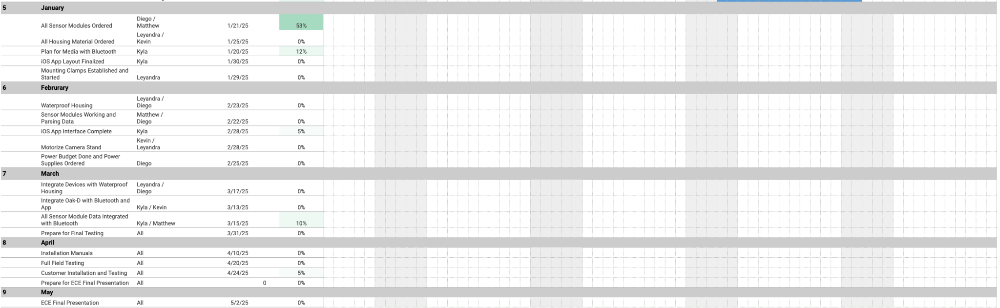 5 January
All Sensor Modules Ordered Diego / Matthew 1/21/25 53%
All Housing Material Ordered Leyandra / Kevin 1/25/25 0%
Plan for Media with Bluetooth Kyla 1/20/25 12%
iOS App Layout Finalized Kyla 1/30/25 0%
Mounting Clamps Established and Started Leyandra 1/29/25 0%
6 Februrary
Waterproof Housing Leyandra / Diego 2/23/25 0%
Sensor Modules Working and Parsing Data Matthew / Diego 2/22/25 0%
iOS App Interface Complete Kyla 2/28/25 5%
Motorize Camera Stand Kevin / Leyandra 2/28/25 0%
Power Budget Done and Power Supplies Ordered Diego 2/25/25 0%
7 March
Integrate Devices with Waterproof Housing Leyandra / Diego 3/17/25 0%
Integrate Oak-D with Bluetooth and App Kyla / Kevin 3/13/25 0%
All Sensor Module Data Integrated with Bluetooth Kyla / Matthew 3/15/25 10%
Prepare for Final Testing All 3/31/25 0%
8 April
Installation Manuals All 4/10/25 0%
Full Field Testing All 4/20/25 0%
Customer Installation and Testing All 4/24/25 5%
Prepare for ECE Final Presentation All 0 0%
9 May
ECE Final Presentation All 5/2/25 0%